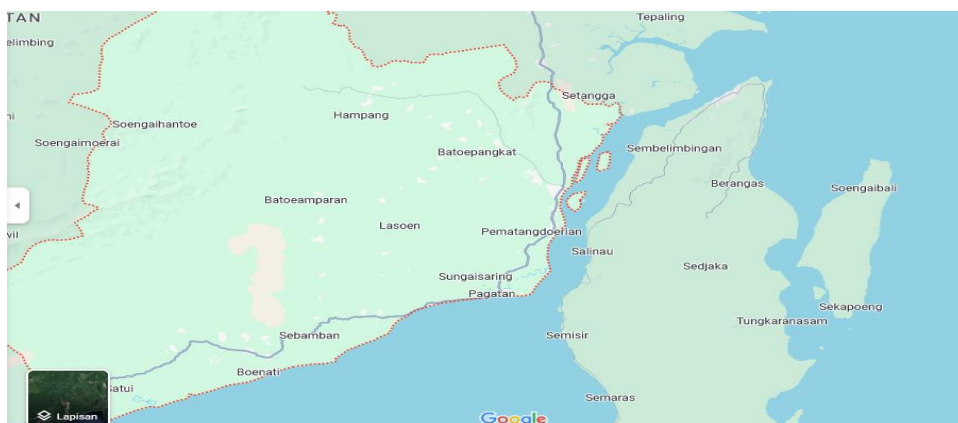 TAN
elimbing
Tepaling
Setangga
Hampang
Soengaihantoe
Soengaimoerai
Batoepangkat
Sembelimbingan
Berangas
Soengaibali
Batoeamparan
Lasoen
Pematangdoerian
wil
Salinau
Sedjaka
Sungaisaring
Pagatan
Sekapoeng
Tungkaranasam
Sebamban
Semisir
Boenati
atui
Semaras
Lapisan
Google